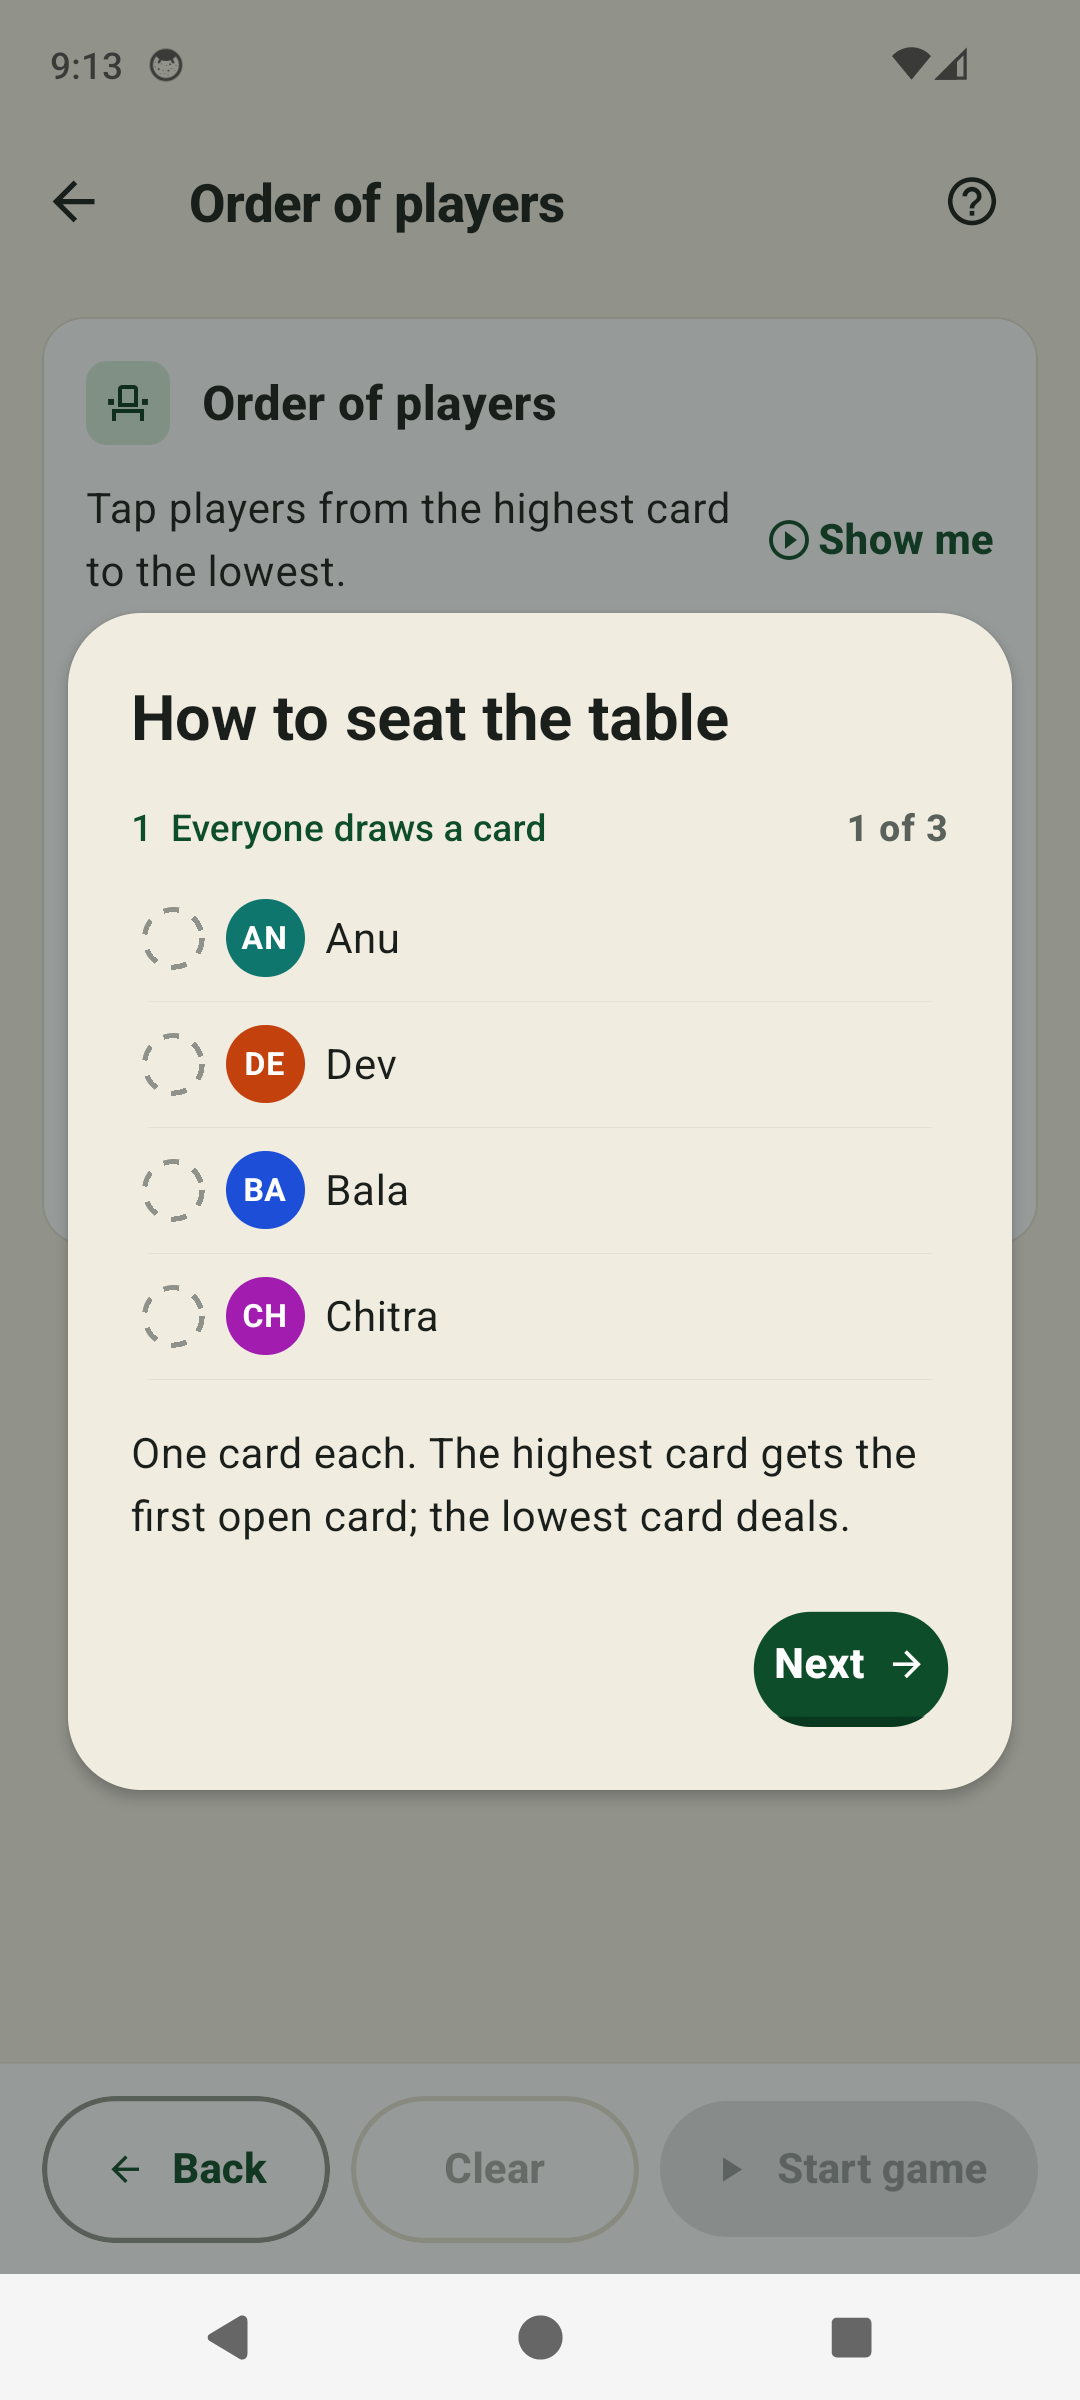 9:13
Order of players
Order of players
Tap players from the highest card
to the lowest.
Show me
How to seat the table
1 Everyone draws a card
1 of 3
AN Anu
DE Dev
BA Bala
CH Chitra
One card each. The highest card gets the
first open card; the lowest card deals.
Next
Back
Clear
Start game